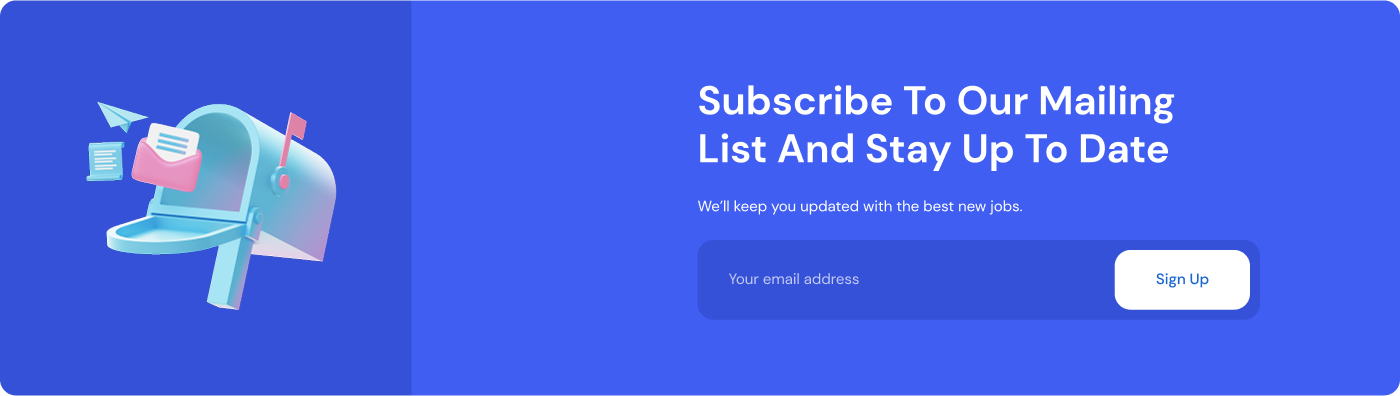 Subscribe To Our Mailing
List And Stay Up To Date
We’ll keep you updated with the best new jobs.
Your email address
Sign Up